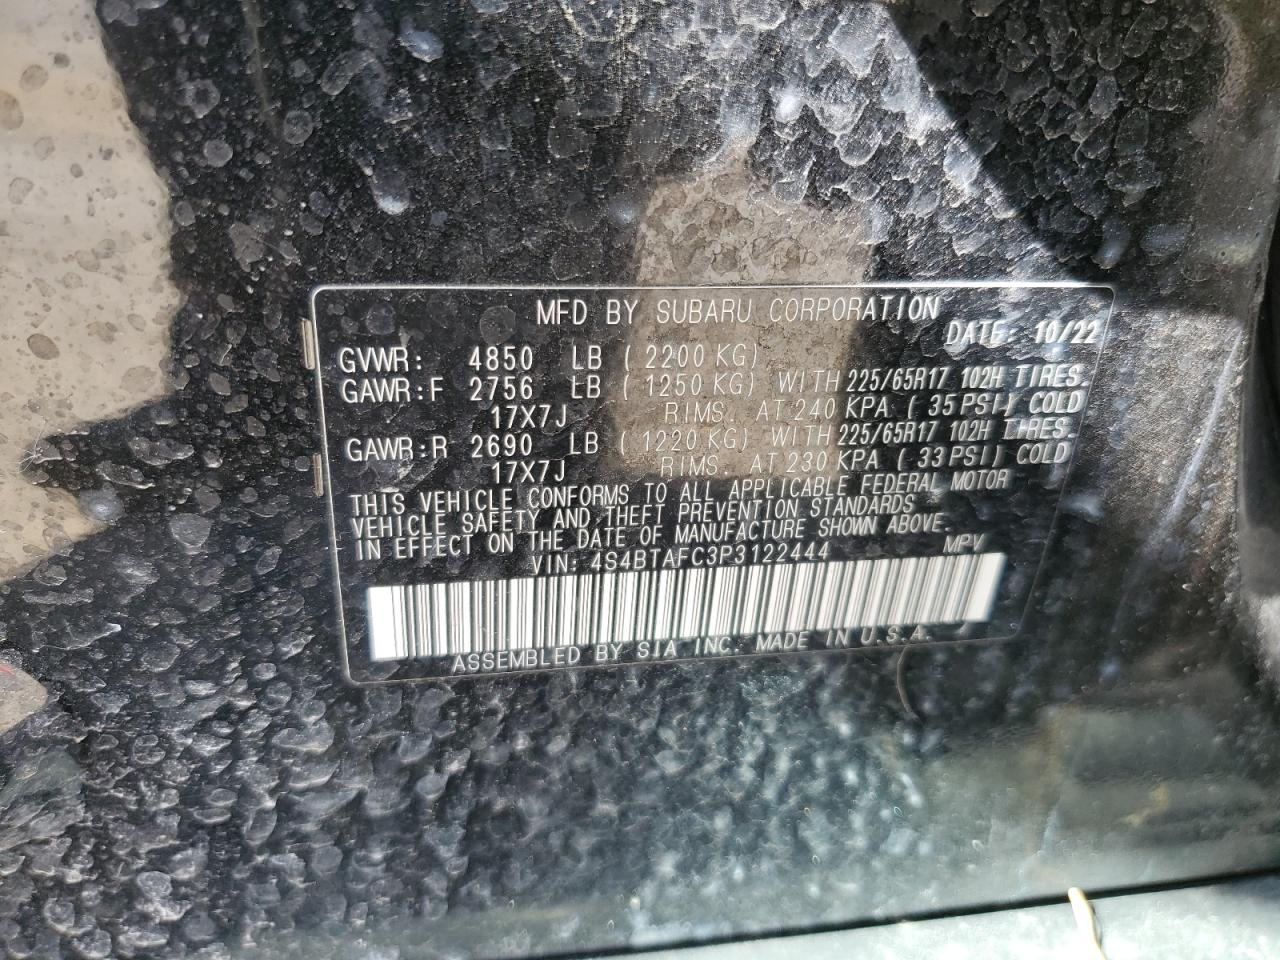 MFD BY SUBARU CORPORATION
DATE: 10/22
GVWR: 4850 LB (2200 KG)
GAWR:F 2756 LB (1250 KG) WITH 225/65R17 102H TIRES.
17X7J RIMS. AT 240 KPA (35 PSI) COLD
GAWR:R 2690 LB (1220 KG) WITH 225/65R17 102H TIRES.
17X7J RIMS. AT 230 KPA (33 PSI) COLD
THIS VEHICLE CONFORMS TO ALL APPLICABLE FEDERAL MOTOR
VEHICLE SAFETY AND THEFT PREVENTION STANDARDS
IN EFFECT ON THE DATE OF MANUFACTURE SHOWN ABOVE.
VIN: 4S4BTAFC3P3122444 MPV
ASSEMBLED BY SIA INC. MADE IN U.S.A.